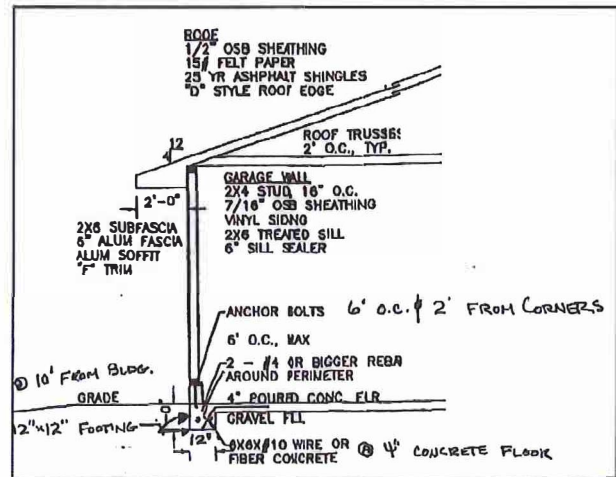 ROOF
1/2" OSB SHEATHING
15# FELT PAPER
25 YR ASHPHALT SHINGLES
"D" STYLE ROOF EDGE
12
4
ROOF TRUSSES
2' O.C., TYP.
2'-0"
GARAGE WALL
2X4 STUD, 16" O.C.
7/16" OSB SHEATHING
VINYL SIDNG
2X6 TREATED SILL
6" SILL SEALER
2X6 SUBFASCIA
6" ALUM FASCIA
ALUM SOFFIT
"F" TRIM
ANCHOR BOLTS 6' O.C. & 2' FROM CORNERS
6' O.C., MAX
2 - #4 OR BIGGER REBA
AROUND PERIMETER
@ 10' FROM BLDG.
GRADE
4" POURED CONC. FLR
GRAVEL FILL
12"x12" FOOTING
12"
6X6X#10 WIRE OR
FIBER CONCRETE @ 4" CONCRETE FLOOR